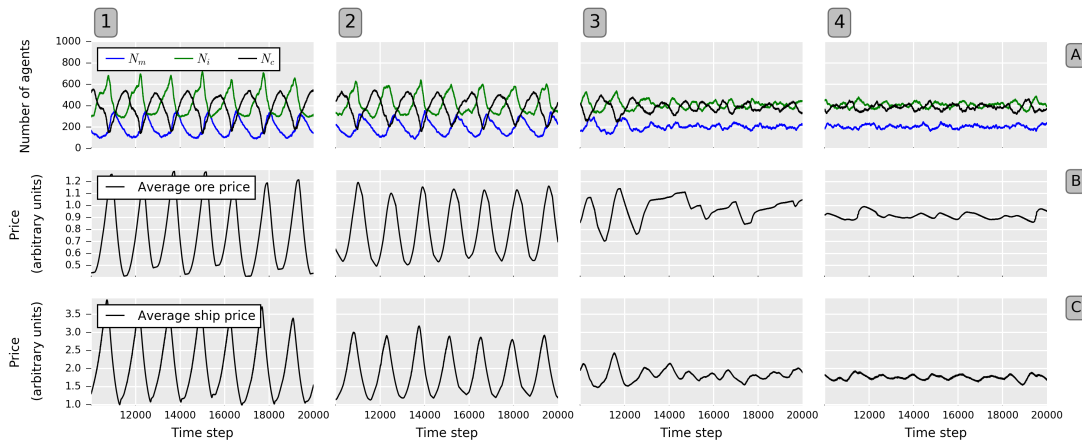 1 2 3 4
A
Number of agents
1000
800
600
400
200
0
N_m N_i N_c
B
Price
(arbitrary units)
1.2
1.1
1.0
0.9
0.8
0.7
0.6
0.5
Average ore price
C
Price
(arbitrary units)
3.5
3.0
2.5
2.0
1.5
1.0
Average ship price
12000 14000 16000 18000 20000 12000 14000 16000 18000 20000 12000 14000 16000 18000 20000 12000 14000 16000 18000 20000
Time step Time step Time step Time step